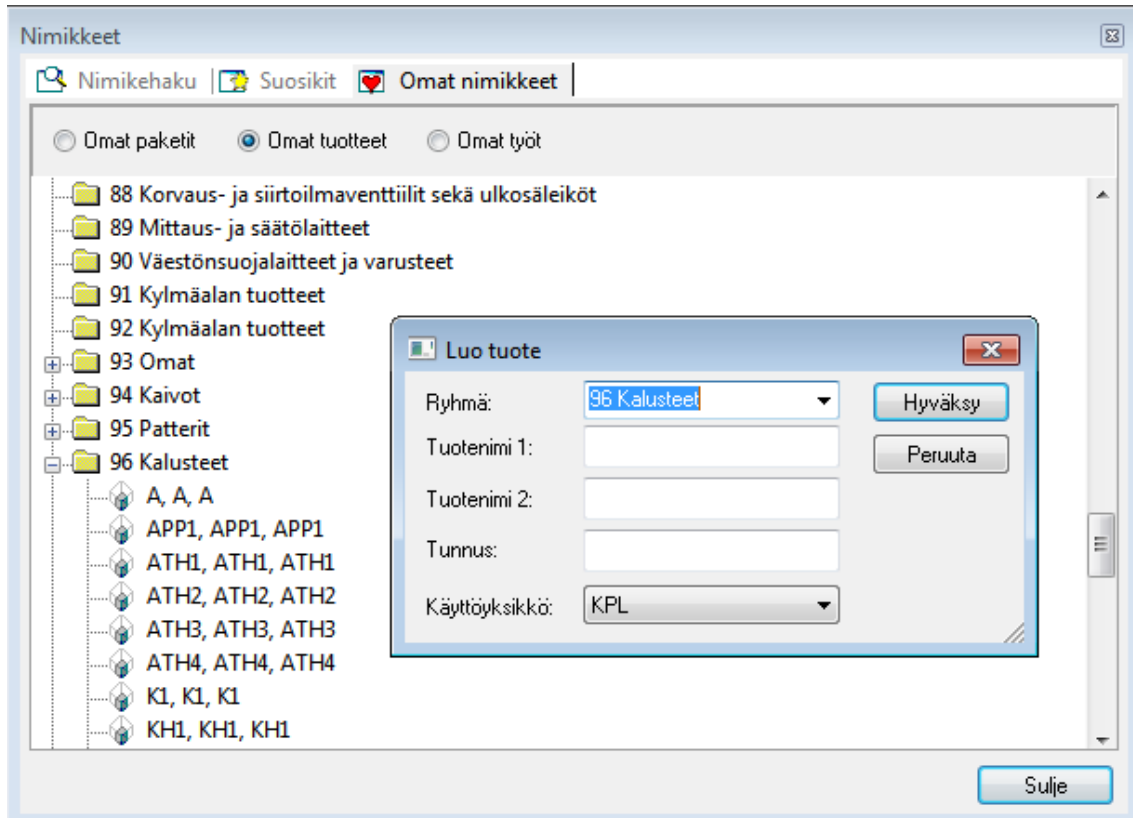 Nimikkeet
Nimikehaku Suosikit Omat nimikkeet
Omat paketit Omat tuotteet Omat työt
88 Korvaus- ja siirtoilmaventtiilit sekä ulkosäleiköt
89 Mittaus- ja säätölaitteet
90 Väestönsuojalaitteet ja varusteet
91 Kylmäalan tuotteet
92 Kylmäalan tuotteet
93 Omat
94 Kaivot
95 Patterit
96 Kalusteet
A, A, A
APP1, APP1, APP1
ATH1, ATH1, ATH1
ATH2, ATH2, ATH2
ATH3, ATH3, ATH3
ATH4, ATH4, ATH4
K1, K1, K1
KH1, KH1, KH1
Luo tuote
Ryhmä: 96 Kalusteet Hyväksy
Tuotenimi 1: Peruuta
Tuotenimi 2:
Tunnus:
Käyttöyksikkö: KPL
Sulje